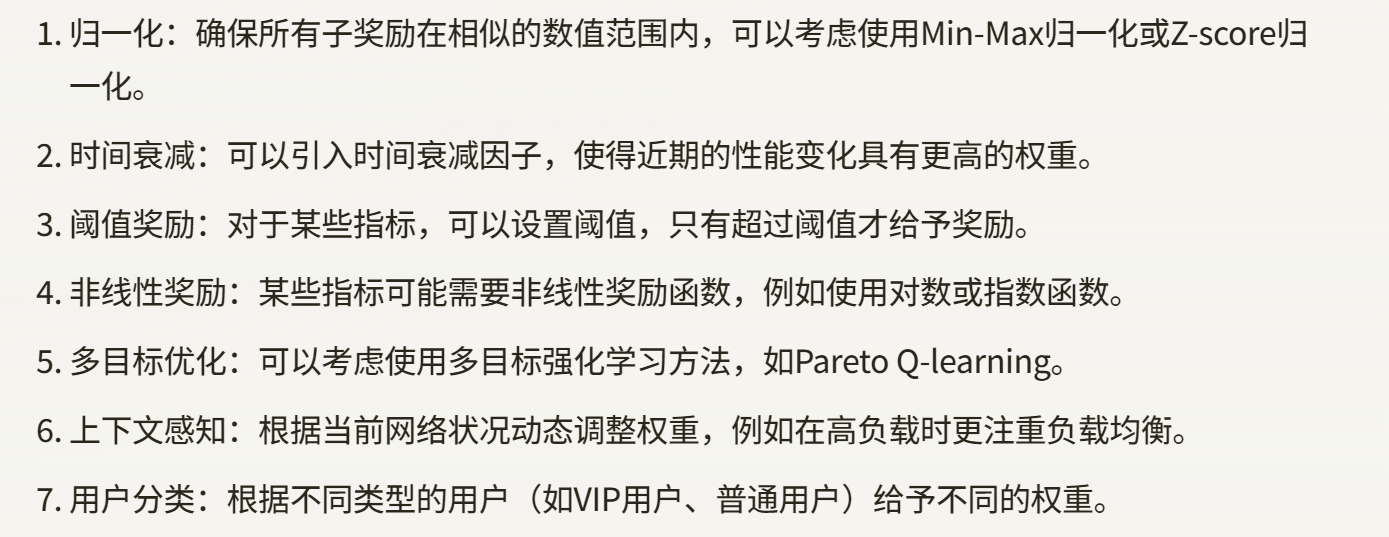 1. 归一化：确保所有子奖励在相似的数值范围内，可以考虑使用Min-Max归一化或Z-score归
一化。
2. 时间衰减：可以引入时间衰减因子，使得近期的性能变化具有更高的权重。
3. 阈值奖励：对于某些指标，可以设置阈值，只有超过阈值才给予奖励。
4. 非线性奖励：某些指标可能需要非线性奖励函数，例如使用对数或指数函数。
5. 多目标优化：可以考虑使用多目标强化学习方法，如Pareto Q-learning。
6. 上下文感知：根据当前网络状况动态调整权重，例如在高负载时更注重负载均衡。
7. 用户分类：根据不同类型的用户（如VIP用户、普通用户）给予不同的权重。